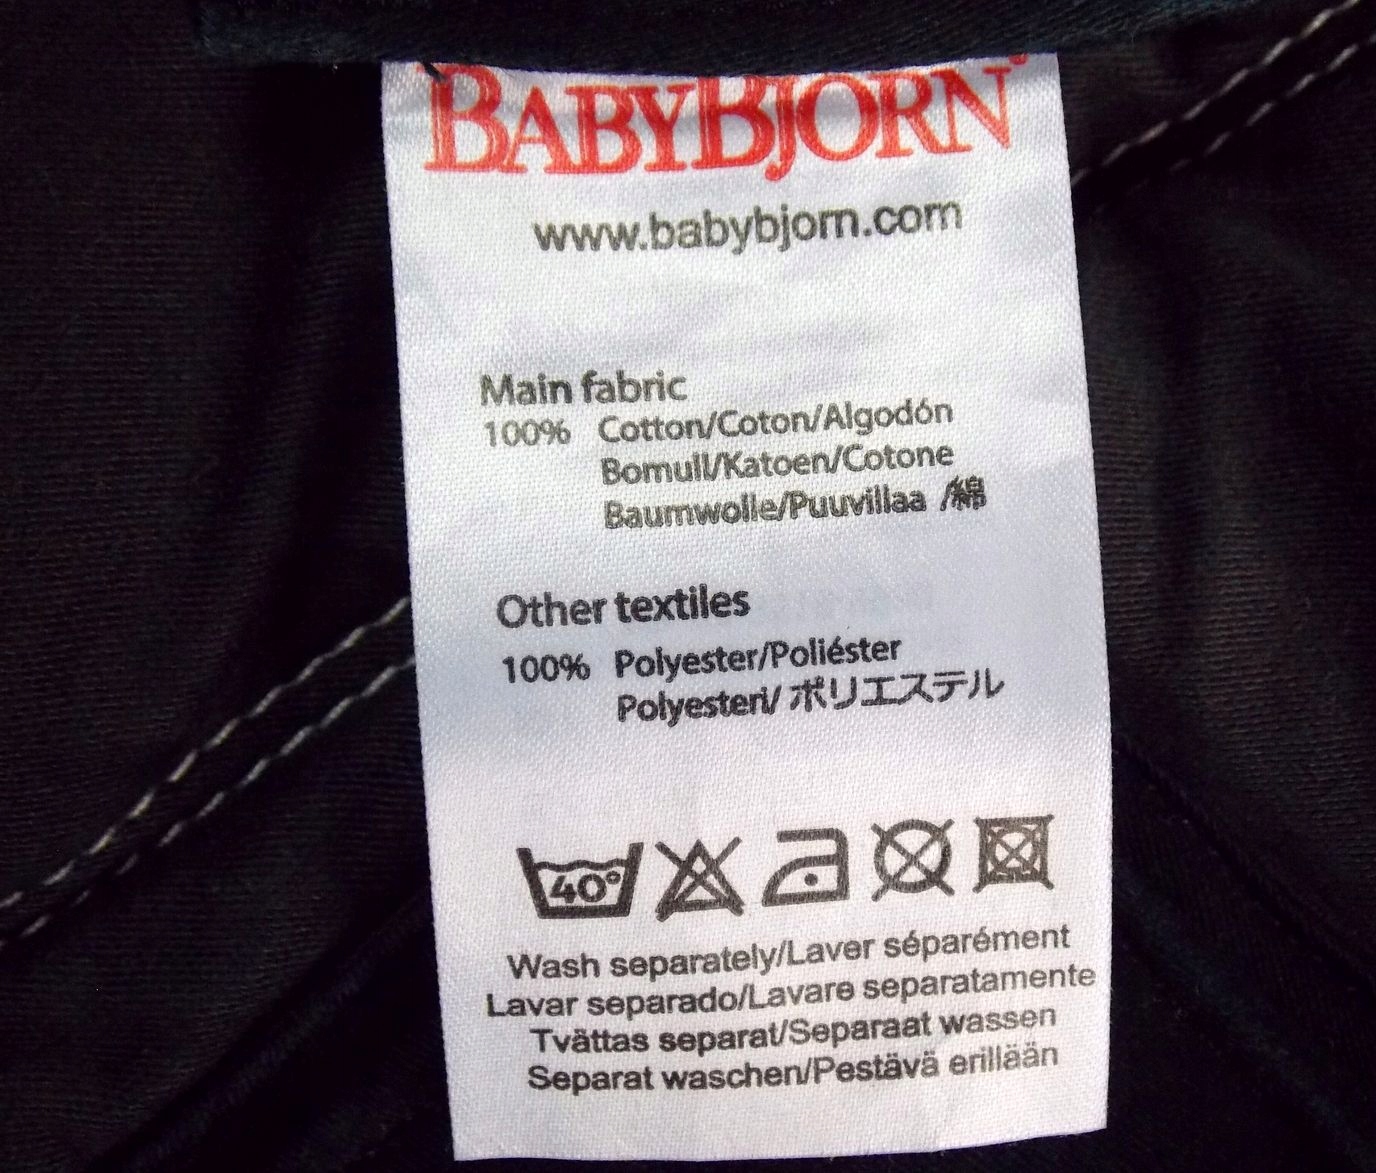 BABYBJORN
www.babybjorn.com
Main fabric
100% Cotton/Coton/Algodón
Bomull/Katoen/Cotone
Baumwolle/Puuvillaa /綿
Other textiles
100% Polyester/Poliéster
Polyesteri/ポリエステル
40°
Wash separately/Laver séparément
Lavar separado/Lavare separatamente
Tvättas separat/Separaat wassen
Separat waschen/Pestävä erillään